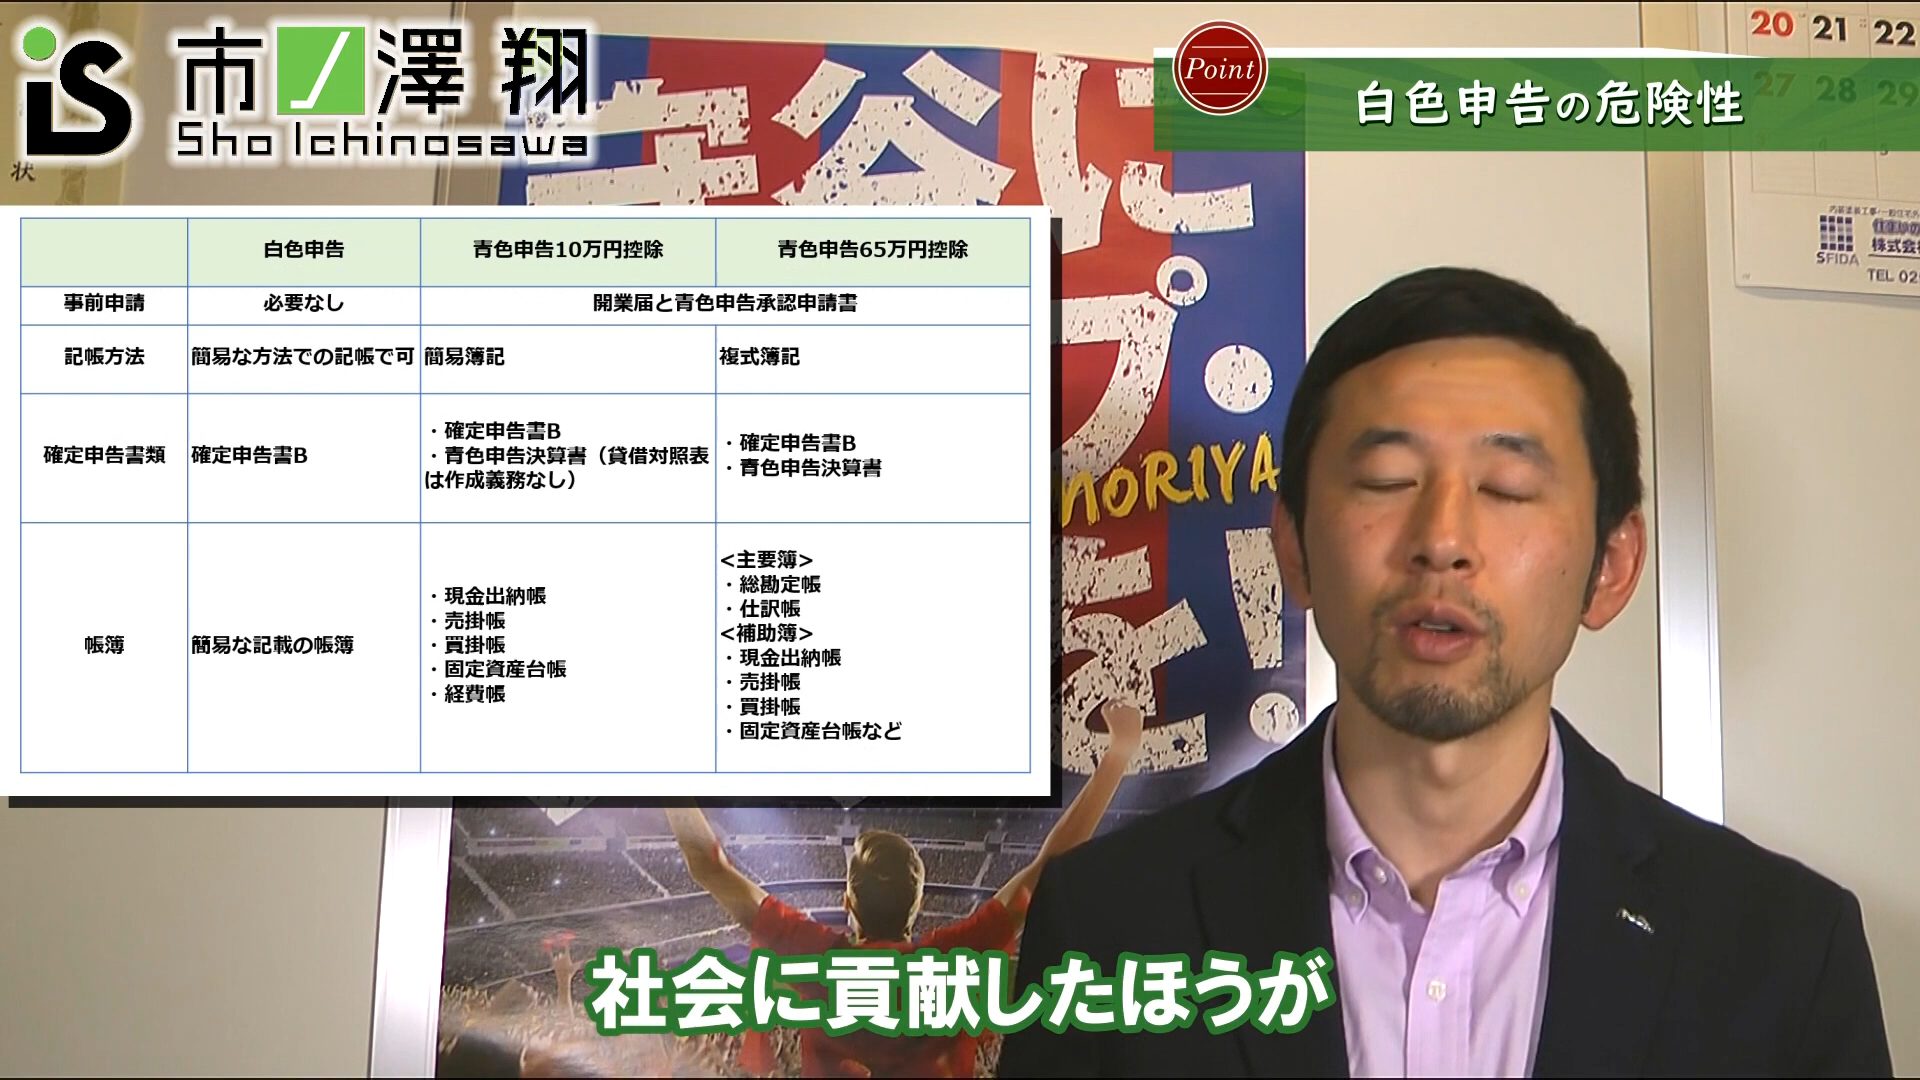 iS 市ノ澤 翔
Sho Ichinosawa
Point
白色申告の危険性
20 21 22
27 28 29
状
白色申告 青色申告10万円控除 青色申告65万円控除
事前申請 必要なし 開業届と青色申告承認申請書
記帳方法 簡易な方法での記帳で可 簡易簿記 複式簿記
確定申告書類 確定申告書B
・確定申告書B
・青色申告決算書（貸借対照表
は作成義務なし）
・確定申告書B
・青色申告決算書
帳簿 簡易な記載の帳簿
・現金出納帳
・売掛帳
・買掛帳
・固定資産台帳
・経費帳
<主要簿>
・総勘定帳
・仕訳帳
<補助簿>
・現金出納帳
・売掛帳
・買掛帳
・固定資産台帳など
SFIDA
株式会
TEL 02
MORIYA
社会に貢献したほうが